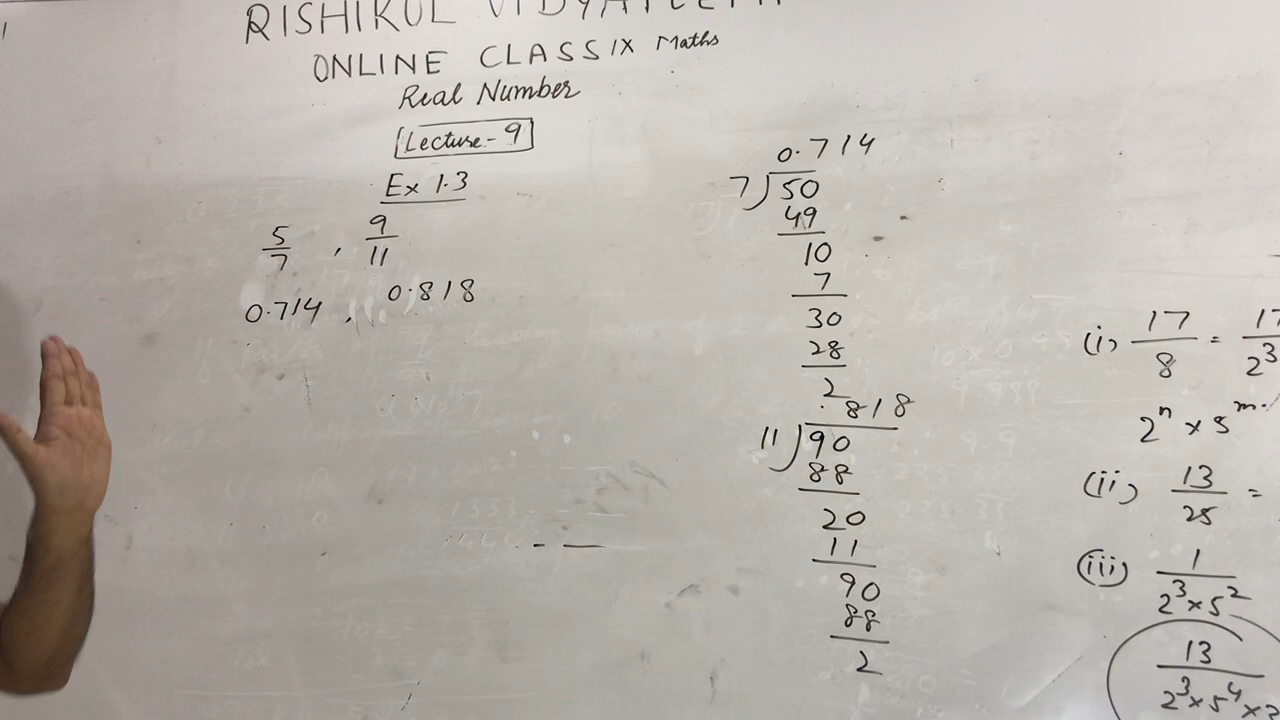 RISHIKUL
ONLINE CLASS IX Maths
Real Number
Lecture - 9
Ex 1.3
5/7 , 9/11
0.714 , 0.818
0.714
7)50
49
10
7
30
28
2
.818
11)90
88
20
11
90
88
2
(i) 17/8 = 17/2³
2ⁿ × 5ᵐ
(ii) 13/25 =
(iii) 1/2³×5²
13/2³×5⁴×